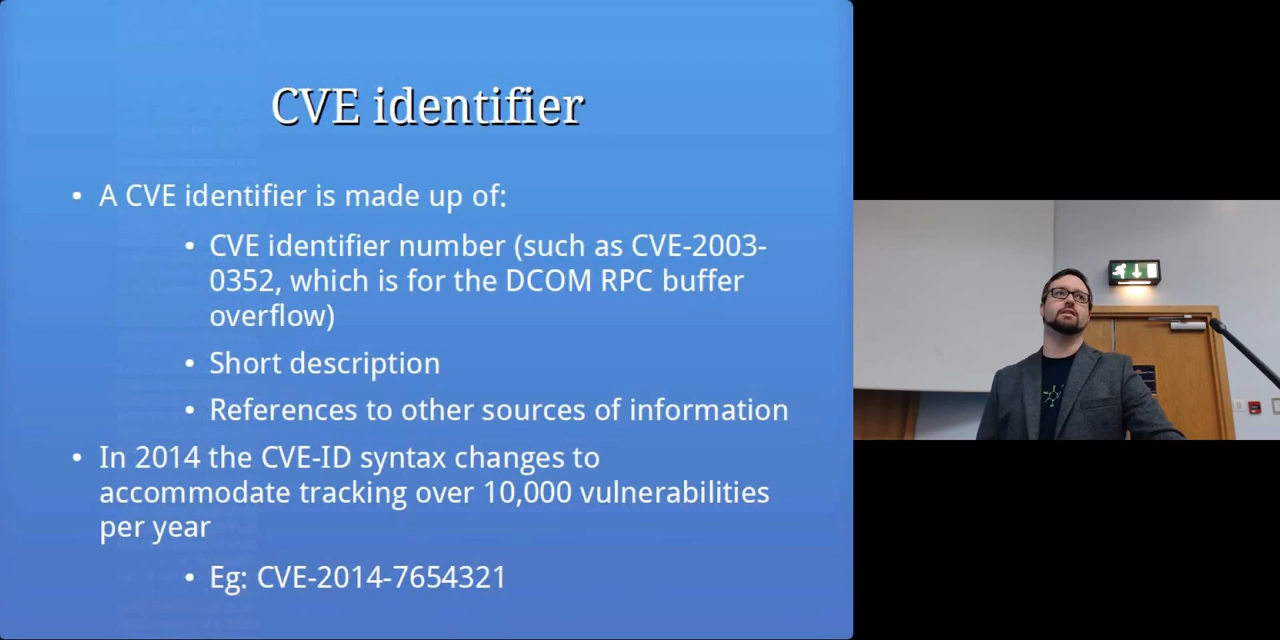 CVE identifier
• A CVE identifier is made up of:
• CVE identifier number (such as CVE-2003-
0352, which is for the DCOM RPC buffer
overflow)
• Short description
• References to other sources of information
• In 2014 the CVE-ID syntax changes to
accommodate tracking over 10,000 vulnerabilities
per year
• Eg: CVE-2014-7654321